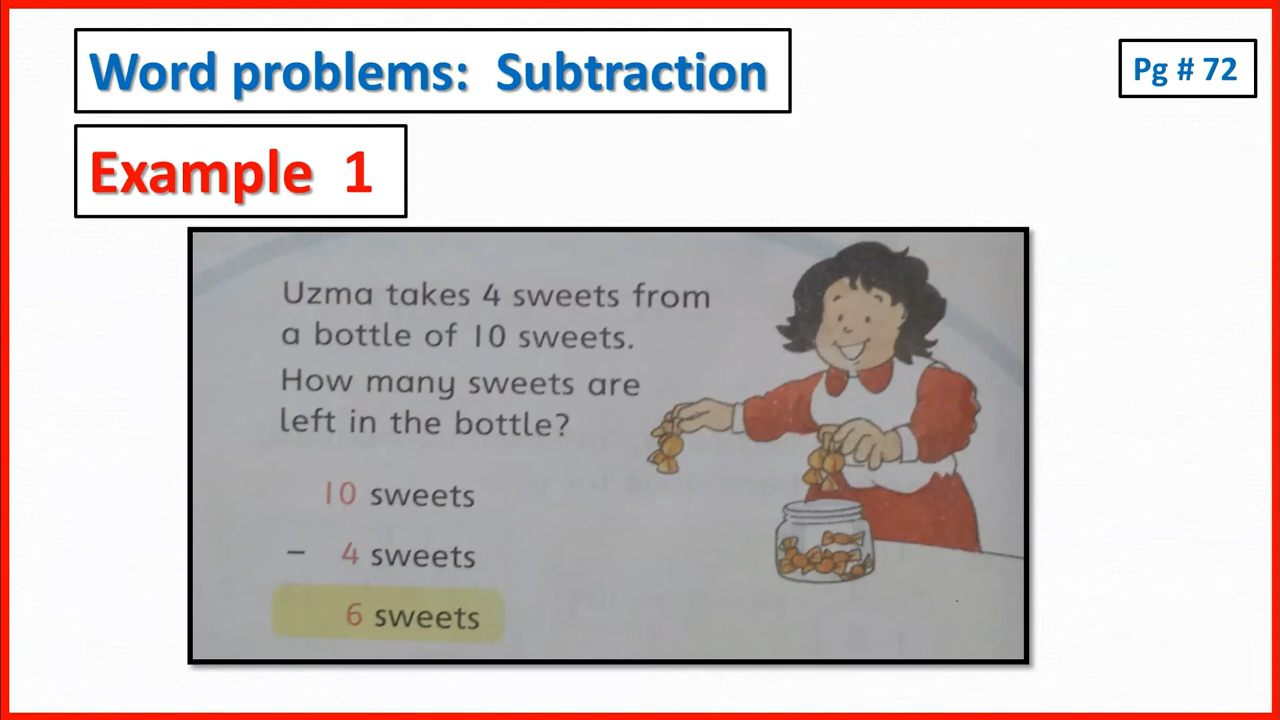 Word problems: Subtraction
Pg # 72
Example 1
Uzma takes 4 sweets from
a bottle of 10 sweets.
How many sweets are
left in the bottle?
10 sweets
− 4 sweets
6 sweets